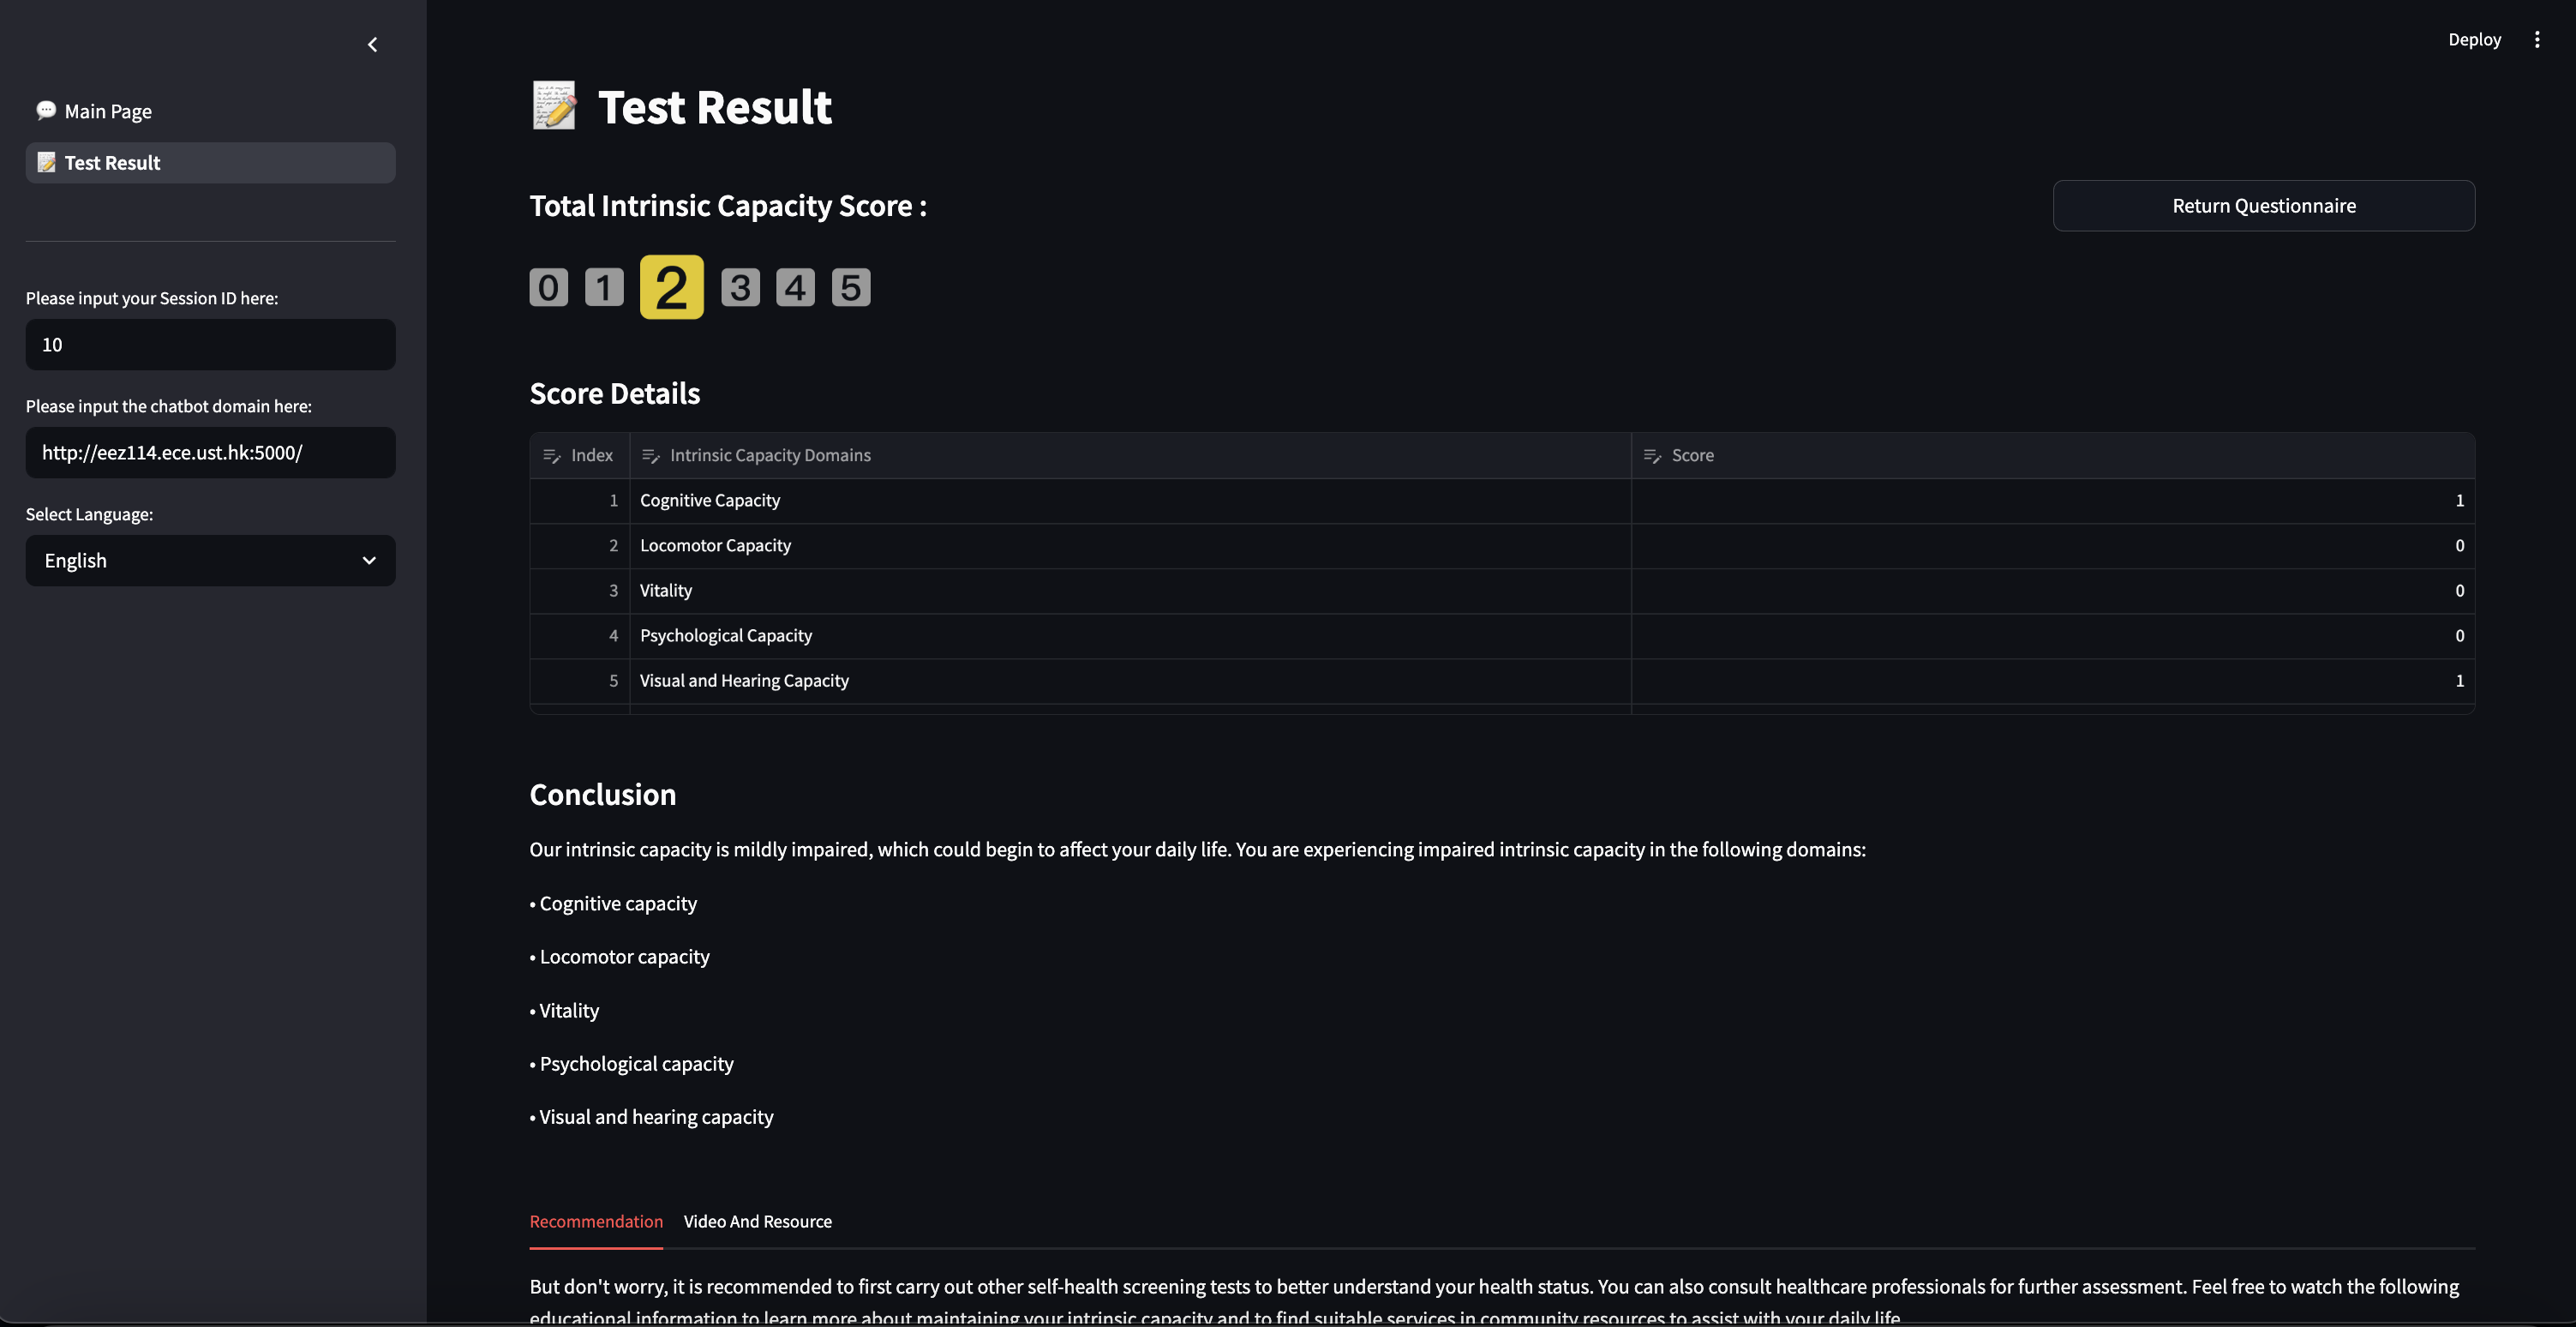 Deploy
💬 Main Page
📝 Test Result
Please input your Session ID here:
10
Please input the chatbot domain here:
http://eez114.ece.ust.hk:5000/
Select Language:
English
📝 Test Result
Total Intrinsic Capacity Score :
Return Questionnaire
0 1 2 3 4 5
Score Details
Index Intrinsic Capacity Domains Score
1 Cognitive Capacity 1
2 Locomotor Capacity 0
3 Vitality 0
4 Psychological Capacity 0
5 Visual and Hearing Capacity 1
Conclusion
Our intrinsic capacity is mildly impaired, which could begin to affect your daily life. You are experiencing impaired intrinsic capacity in the following domains:
• Cognitive capacity
• Locomotor capacity
• Vitality
• Psychological capacity
• Visual and hearing capacity
Recommendation Video And Resource
But don't worry, it is recommended to first carry out other self-health screening tests to better understand your health status. You can also consult healthcare professionals for further assessment. Feel free to watch the following
educational information to learn more about maintaining your intrinsic capacity and to find suitable services in community resources to assist with your daily life